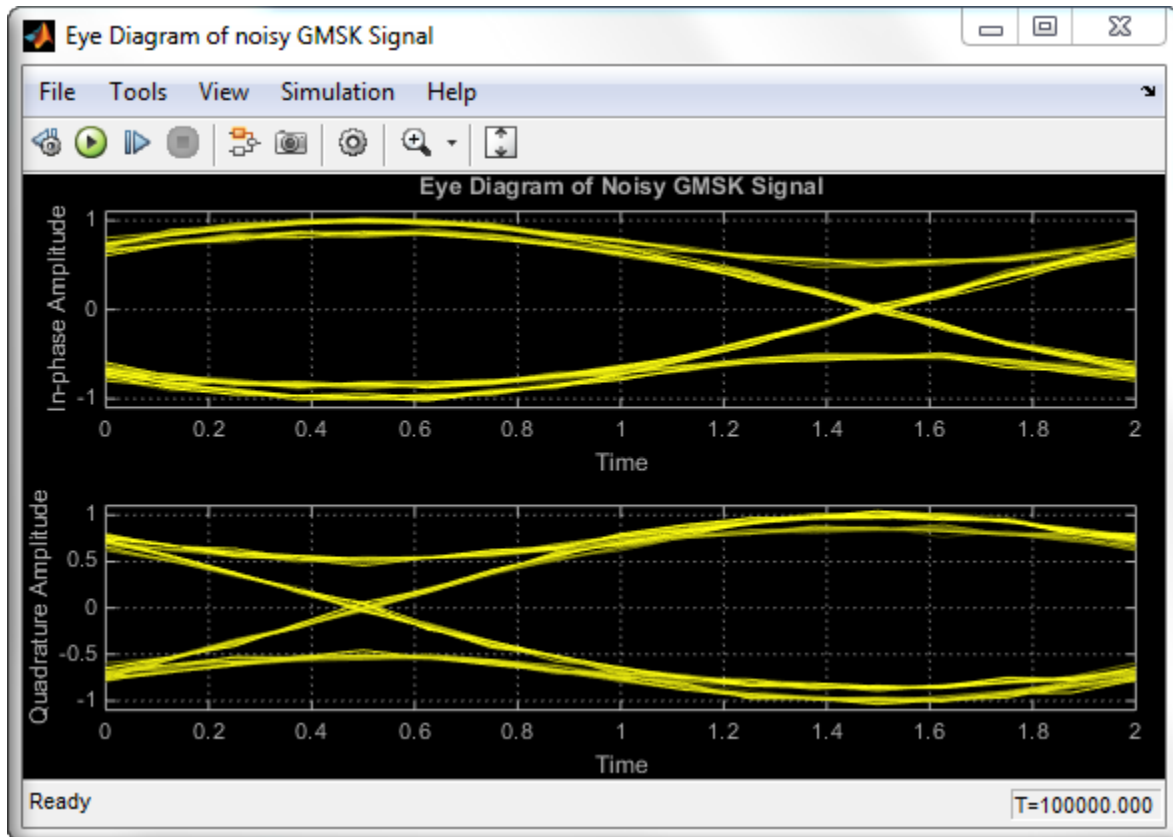 Eye Diagram of noisy GMSK Signal
File Tools View Simulation Help
Eye Diagram of Noisy GMSK Signal
In-phase Amplitude
1
0
-1
0 0.2 0.4 0.6 0.8 1 1.2 1.4 1.6 1.8 2
Time
Quadrature Amplitude
1
0.5
0
-0.5
-1
0 0.2 0.4 0.6 0.8 1 1.2 1.4 1.6 1.8 2
Time
Ready T=100000.000